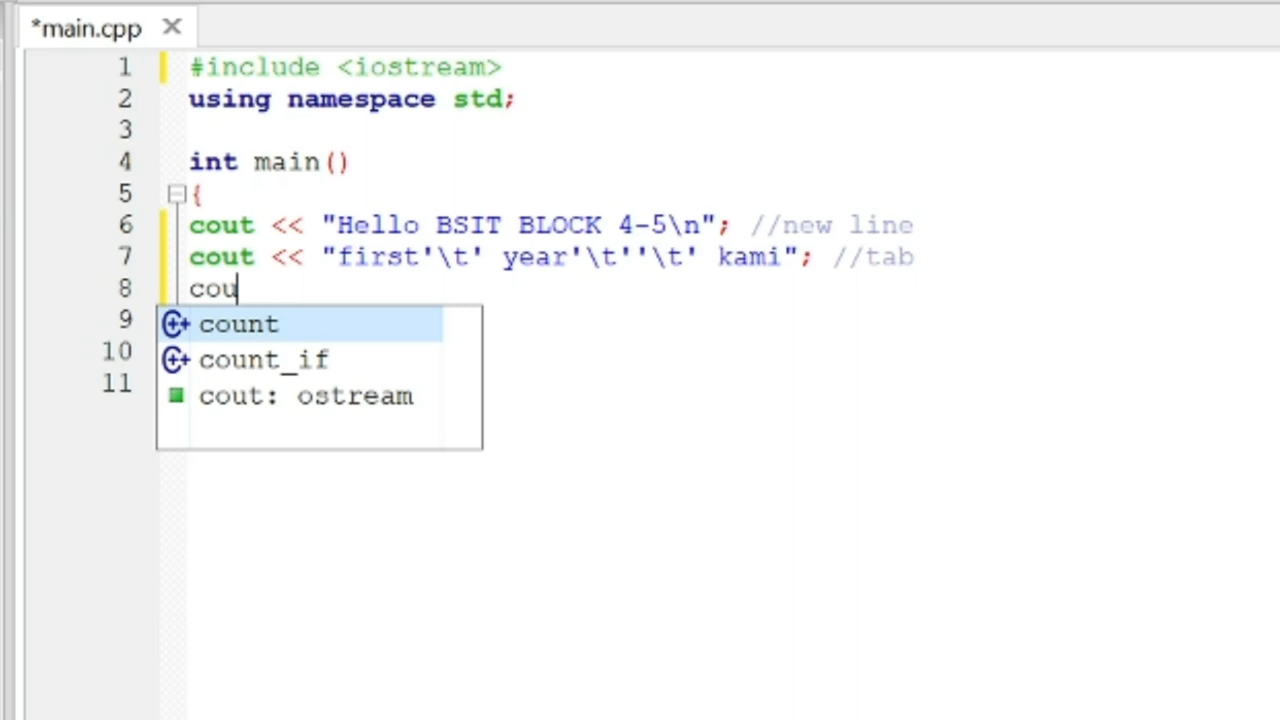 *main.cpp
1 #include <iostream>
2 using namespace std;
3
4 int main()
5 {
6 cout << "Hello BSIT BLOCK 4-5\n"; //new line
7 cout << "first'\t' year'\t''\t' kami"; //tab
8 cou
9 count
10 count_if
11 cout: ostream